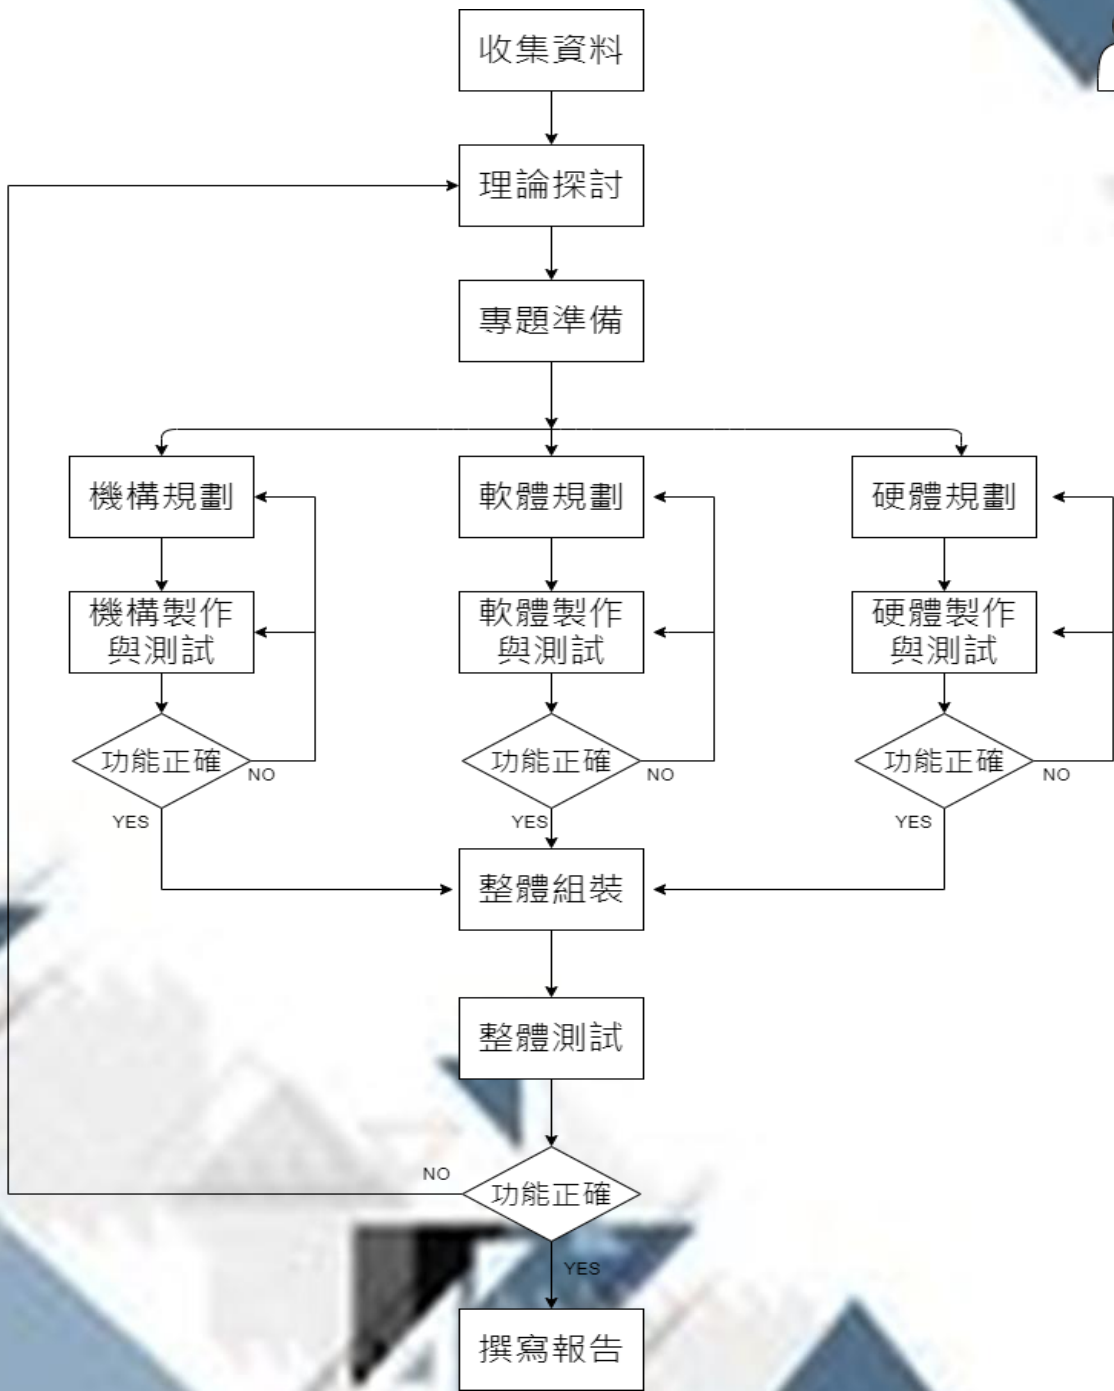 收集資料
理論探討
專題準備
機構規劃
軟體規劃
硬體規劃
機構製作
與測試
軟體製作
與測試
硬體製作
與測試
功能正確
NO
功能正確
NO
功能正確
NO
YES
YES
YES
整體組裝
整體測試
NO
功能正確
YES
撰寫報告